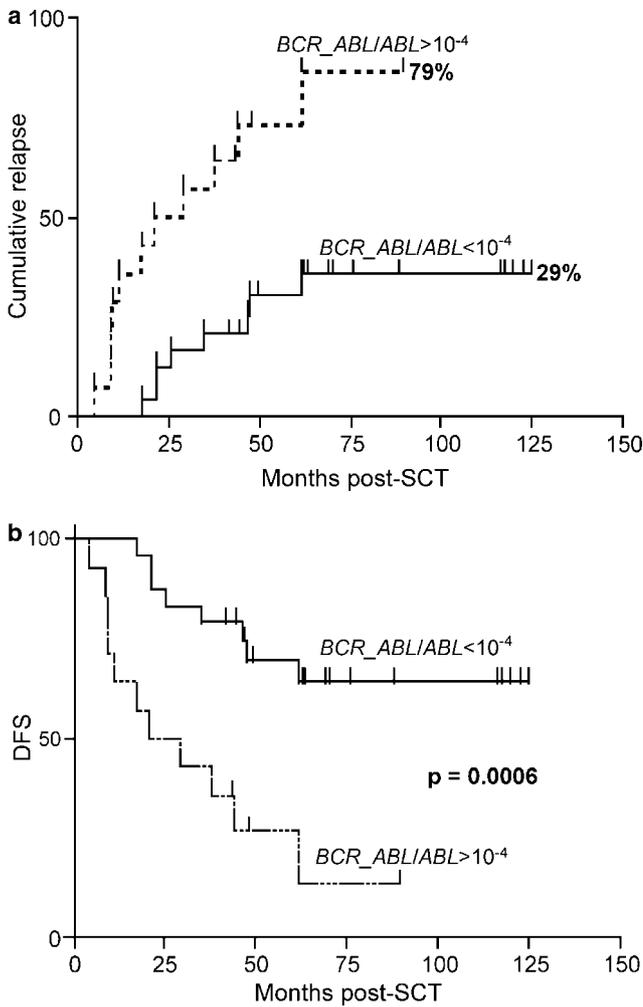 a
100
BCR_ABL/ABL>10-4
79%
Cumulative relapse
50
BCR_ABL/ABL<10-4
29%
0
0 25 50 75 100 125 150
Months post-SCT
b
100
BCR_ABL/ABL<10-4
DFS
50
p = 0.0006
BCR_ABL/ABL>10-4
0
0 25 50 75 100 125 150
Months post-SCT